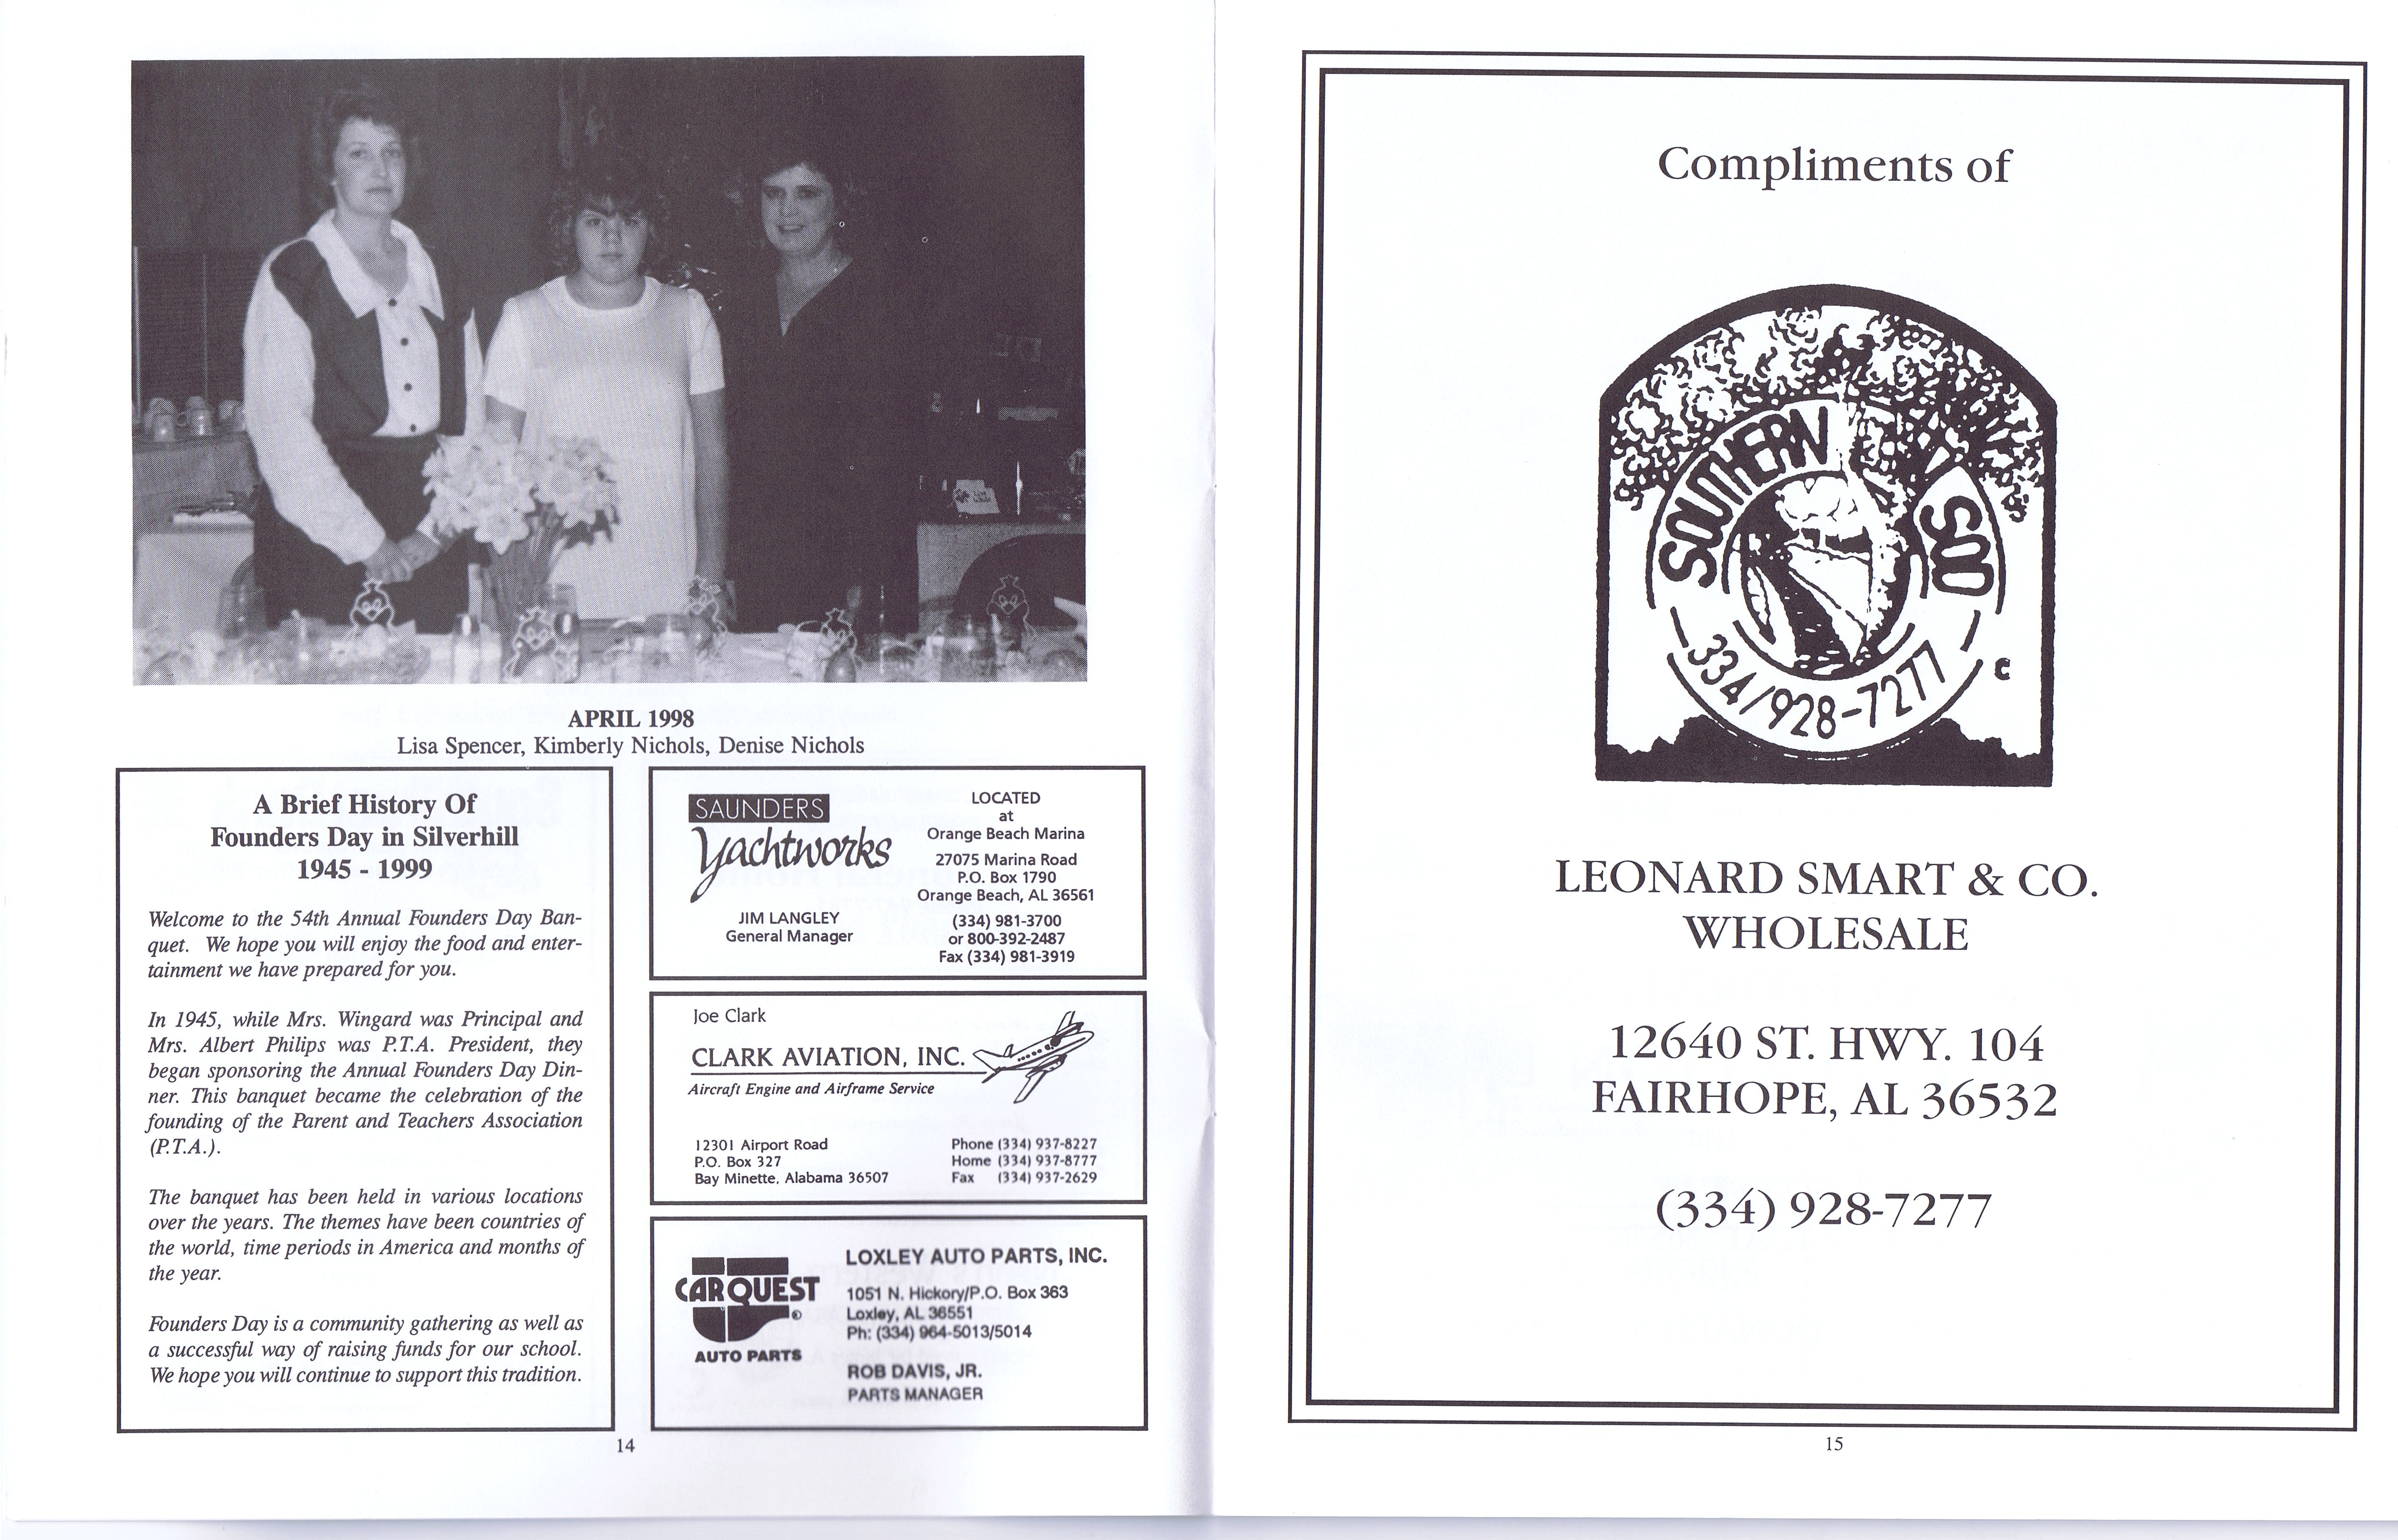 APRIL 1998
Lisa Spencer, Kimberly Nichols, Denise Nichols
A Brief History Of
Founders Day in Silverhill
1945 - 1999
Welcome to the 54th Annual Founders Day Ban-
quet. We hope you will enjoy the food and enter-
tainment we have prepared for you.
In 1945, while Mrs. Wingard was Principal and
Mrs. Albert Philips was P.T.A. President, they
began sponsoring the Annual Founders Day Din-
ner. This banquet became the celebration of the
founding of the Parent and Teachers Association
(P.T.A.).
The banquet has been held in various locations
over the years. The themes have been countries of
the world, time periods in America and months of
the year.
Founders Day is a community gathering as well as
a successful way of raising funds for our school.
We hope you will continue to support this tradition.
SAUNDERS
Yachtworks
JIM LANGLEY
General Manager
LOCATED
at
Orange Beach Marina
27075 Marina Road
P.O. Box 1790
Orange Beach, AL 36561
(334) 981-3700
or 800-392-2487
Fax (334) 981-3919
Joe Clark
CLARK AVIATION, INC.
Aircraft Engine and Airframe Service
12301 Airport Road
P.O. Box 327
Bay Minette, Alabama 36507
Phone (334) 937-8227
Home (334) 937-8777
Fax (334) 937-2629
CARQUEST
®
AUTO PARTS
LOXLEY AUTO PARTS, INC.
1051 N. Hickory/P.O. Box 363
Loxley, AL 36551
Ph: (334) 964-5013/5014
ROB DAVIS, JR.
PARTS MANAGER
14
Compliments of
SOUTHERN SOD
334/928-7277
C
LEONARD SMART & CO.
WHOLESALE
12640 ST. HWY. 104
FAIRHOPE, AL 36532
(334) 928-7277
15